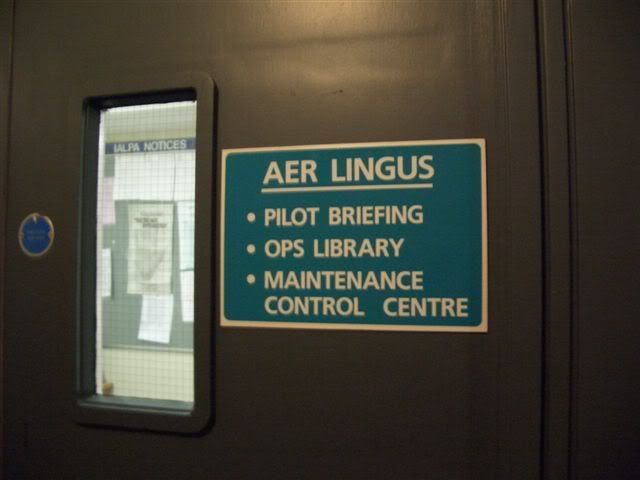 IALPA NOTICES
AER LINGUS
• PILOT BRIEFING
• OPS LIBRARY
• MAINTENANCE
CONTROL CENTRE